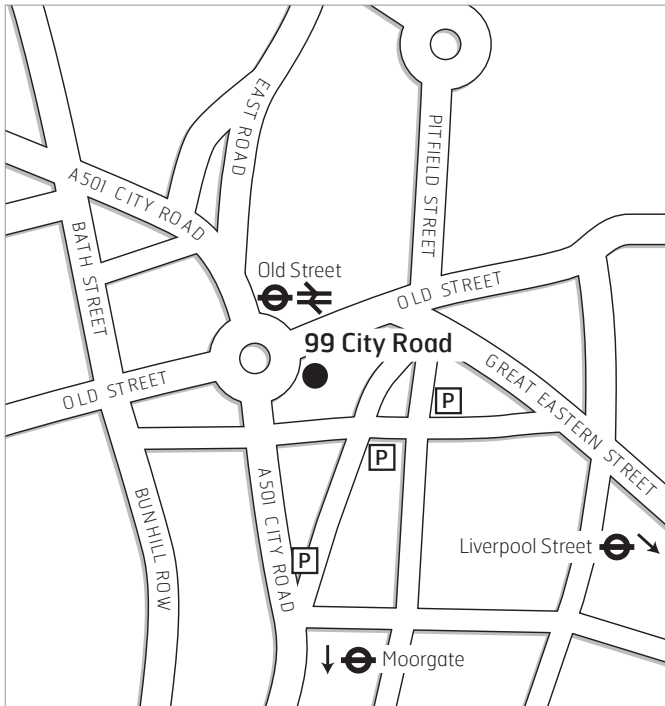 EAST ROAD
PITFIELD STREET
A501 CITY ROAD
BATH STREET
Old Street
OLD STREET
99 City Road
GREAT EASTERN STREET
OLD STREET
P
P
A501 CITY ROAD
BUNHILL ROW
P
Liverpool Street
Moorgate